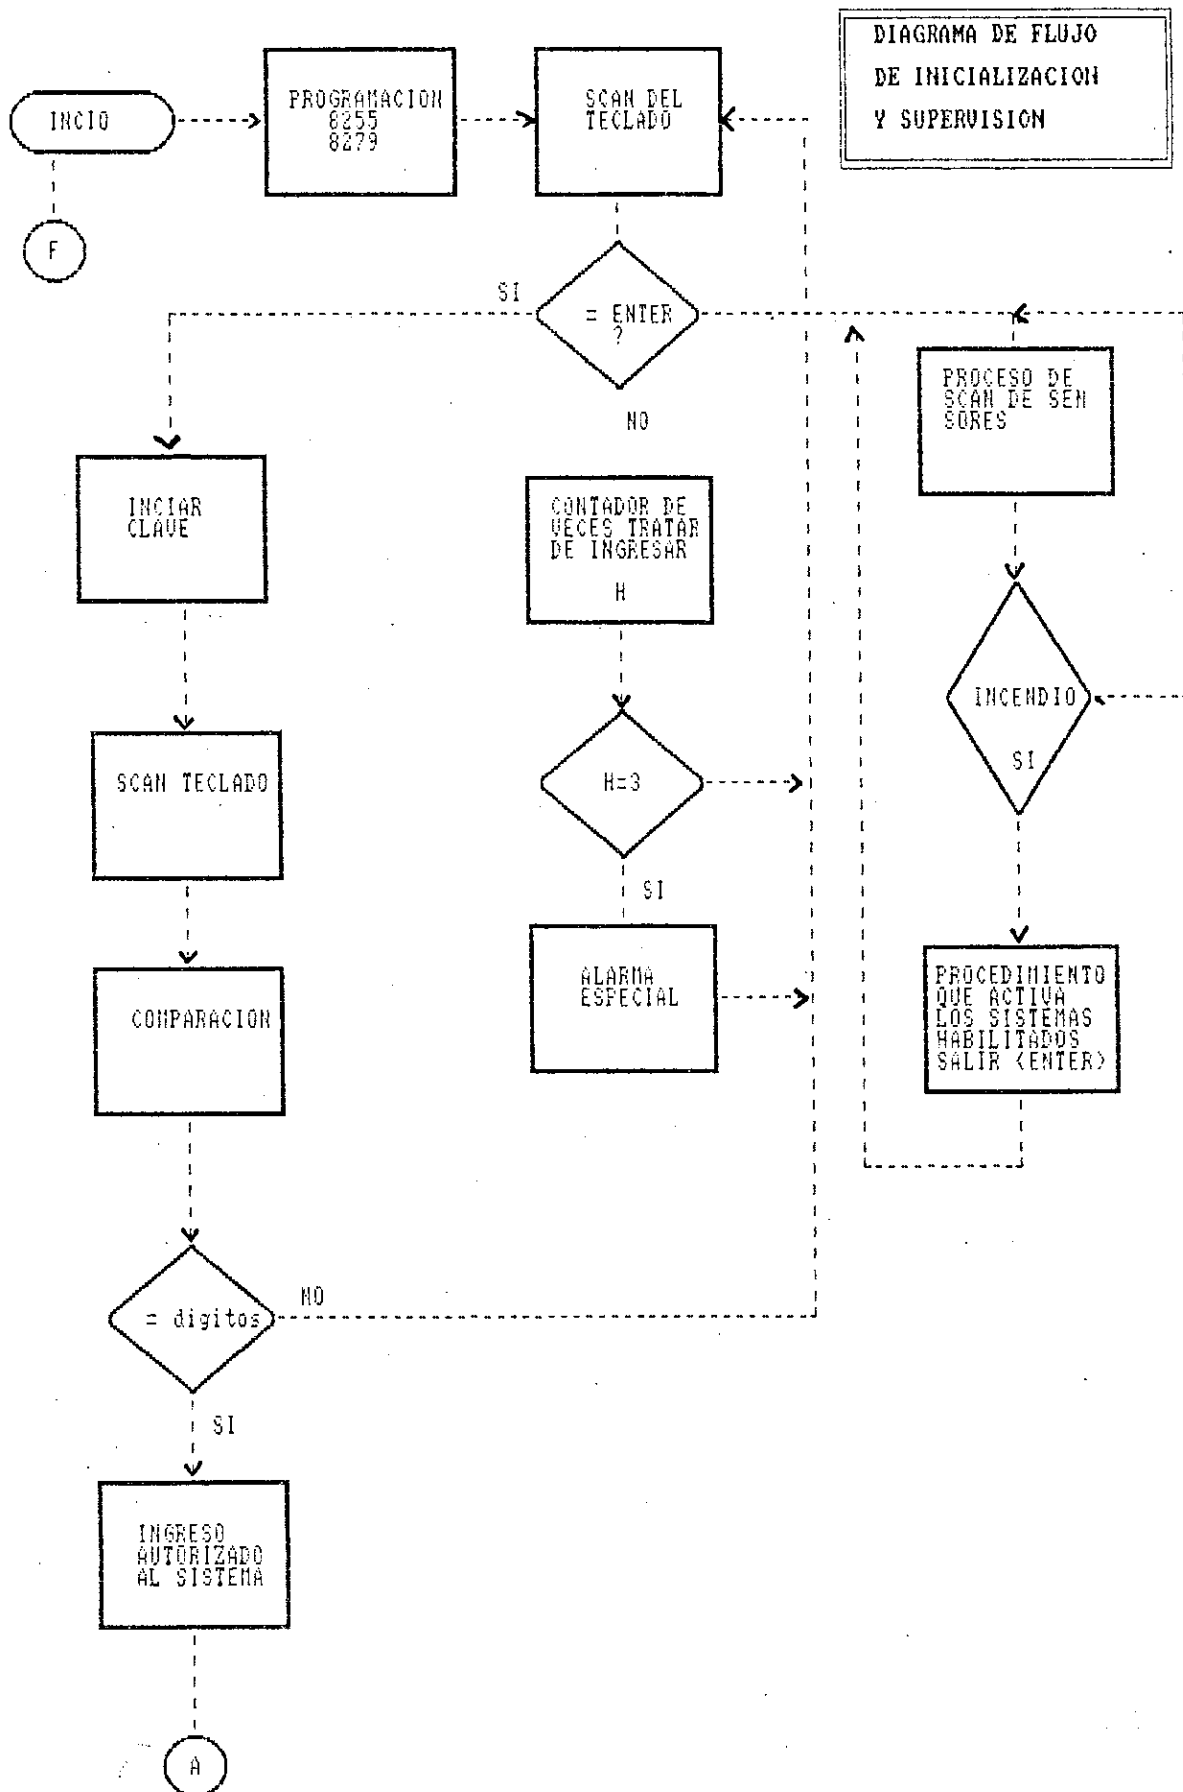 DIAGRAMA DE FLUJO
DE INICIALIZACION
Y SUPERVISION
INCIO
PROGRAMACION
8255
8279
SCAN DEL
TECLADO
F
SI
= ENTER
?
NO
PROCESO DE
SCAN DE SEN
SORES
INCIAR
CLAVE
CONTADOR DE
VECES TRATAR
DE INGRESAR
H
INCENDIO
SI
SCAN TECLADO
H=3
SI
ALARMA
ESPECIAL
PROCEDIMIENTO
QUE ACTIVA
LOS SISTEMAS
HABILITADOS
SALIR <ENTER>
COMPARACION
= digitos
NO
SI
INGRESO
AUTORIZADO
AL SISTEMA
A